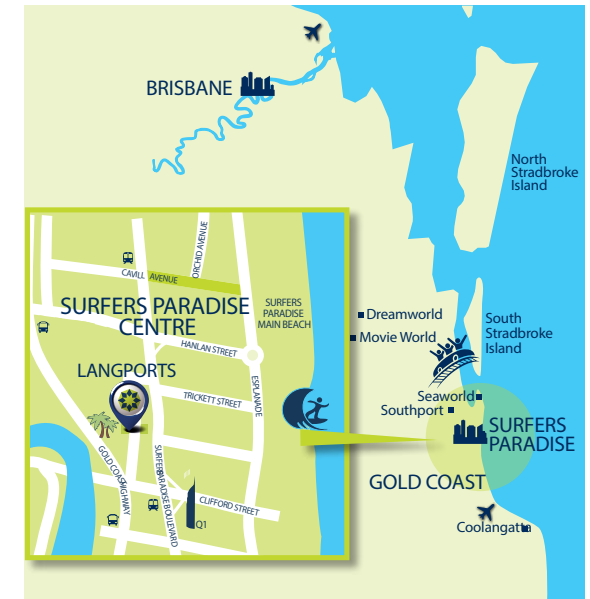 BRISBANE
North
Stradbroke
Island
ORCHID AVENUE
CAVILL AVENUE
SURFERS PARADISE
CENTRE
SURFERS
PARADISE
MAIN BEACH
HANLAN STREET
LANGPORTS
TRICKETT STREET
ESPLANADE
GOLD COAST HIGHWAY
SURFERS PARADISE BOULEVARD
CLIFFORD STREET
Q1
Dreamworld
Movie World
South
Stradbroke
Island
Seaworld
Southport
SURFERS
PARADISE
GOLD COAST
Coolangatta